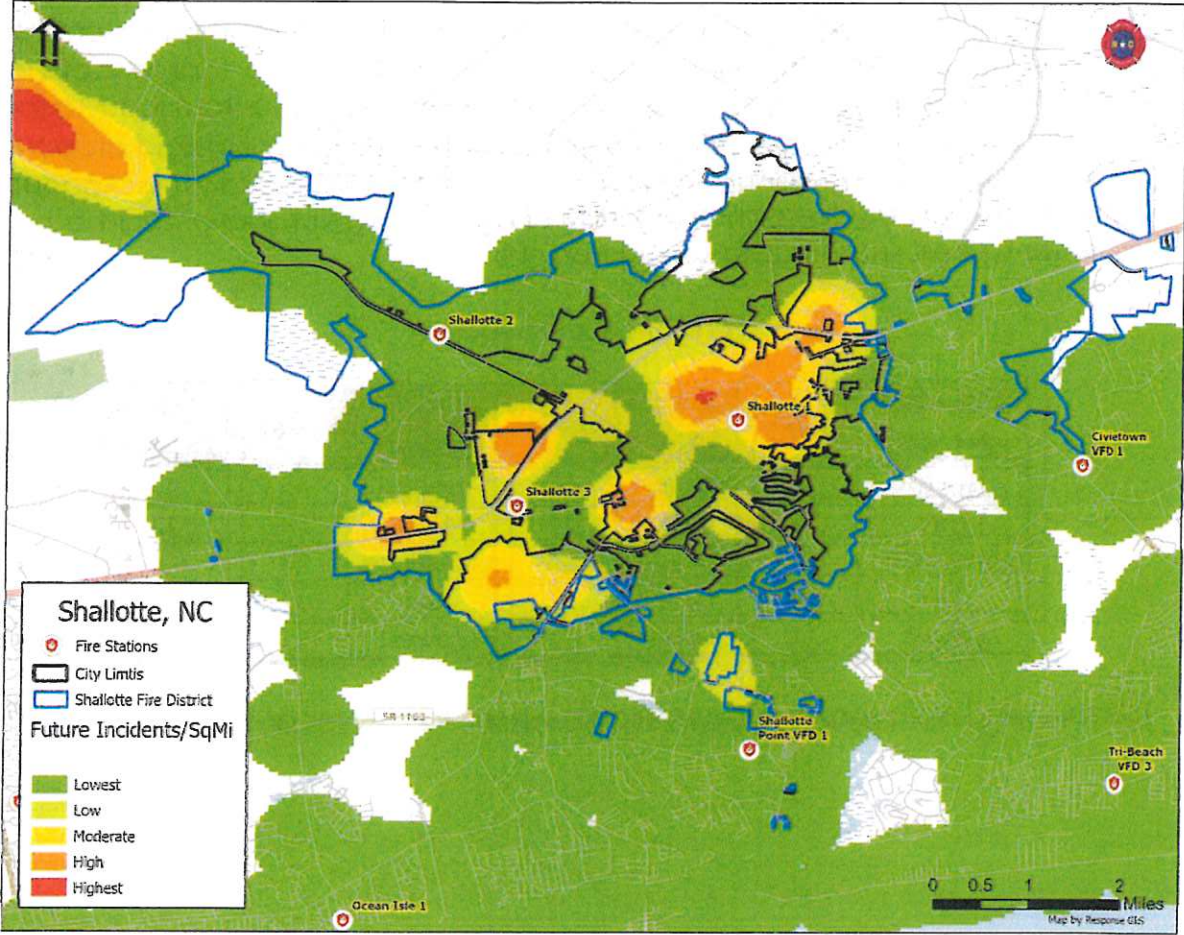 Shallotte 2
Shallotte 1
Civietown
VFD 1
Shallotte 3
Shallotte, NC
Fire Stations
City Limtis
Shallotte Fire District
Future Incidents/SqMi
Lowest
Low
Moderate
High
Highest
Shallotte
Point VFD 1
Tri-Beach
VFD 3
Ocean Isle 1
0 0.5 1 2
Miles
Map by Response GIS